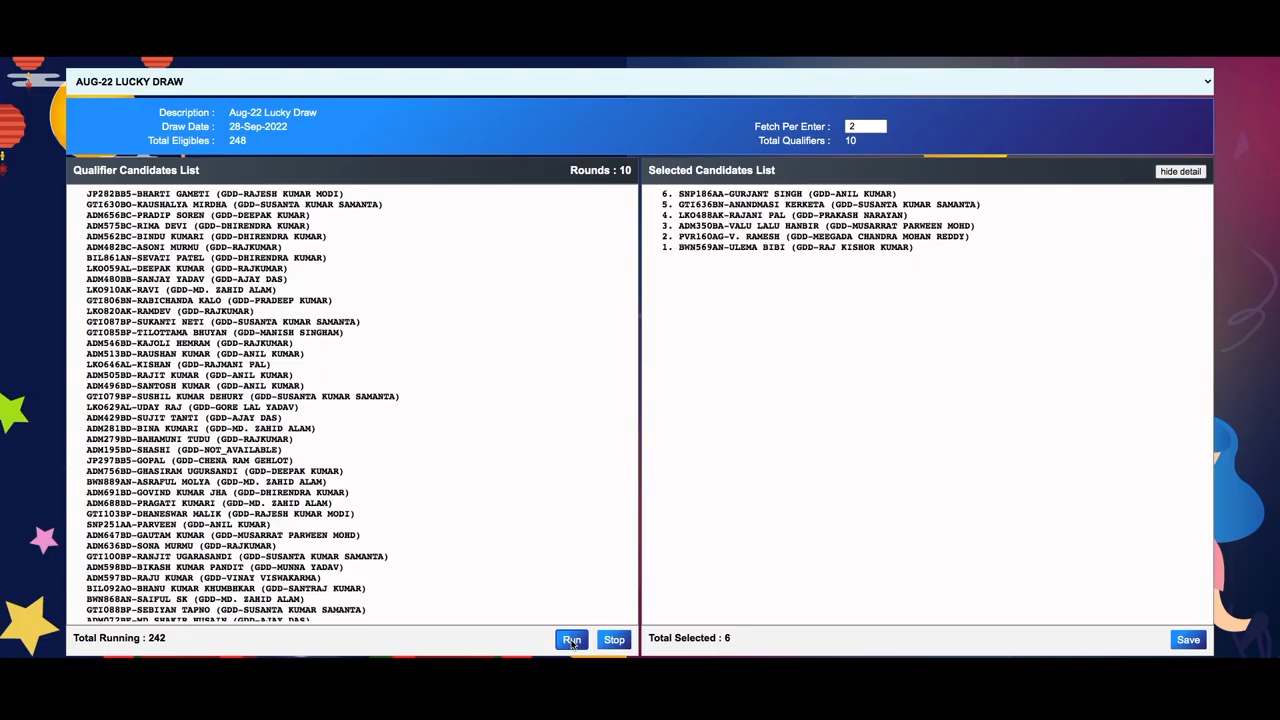 AUG-22 LUCKY DRAW
Description : Aug-22 Lucky Draw
Draw Date : 28-Sep-2022
Total Eligibles : 248
Fetch Per Enter : 2
Total Qualifiers : 10
Qualifier Candidates List Rounds : 10
JP282BB5-BHARTI GAMETI (GDD-RAJESH KUMAR MODI)
GTI630BO-KAUSHALYA MIRDHA (GDD-SUSANTA KUMAR SAMANTA)
ADM656BC-PRADIP SOREN (GDD-DEEPAK KUMAR)
ADM575BC-RIMA DEVI (GDD-DHIRENDRA KUMAR)
ADM562BC-BINDU KUMARI (GDD-DHIRENDRA KUMAR)
ADM482BC-ASONI MURMU (GDD-RAJKUMAR)
BIL861AN-SEVATI PATEL (GDD-DHIRENDRA KUMAR)
LKO059AL-DEEPAK KUMAR (GDD-RAJKUMAR)
ADM480BB-SANJAY YADAV (GDD-AJAY DAS)
LKO910AK-RAVI (GDD-MD. ZAHID ALAM)
GTI806BN-RABICHANDA KALO (GDD-PRADEEP KUMAR)
LKO820AK-RAMDEV (GDD-RAJKUMAR)
GTI087BP-SUKANTI NETI (GDD-SUSANTA KUMAR SAMANTA)
GTI085BP-TILOTTAMA BHUYAN (GDD-MANISH SINGHAM)
ADM546BD-KAJOLI HEMRAM (GDD-RAJKUMAR)
ADM513BD-RAUSHAN KUMAR (GDD-ANIL KUMAR)
LKO646AL-KISHAN (GDD-RAJMANI PAL)
ADM505BD-RAJIT KUMAR (GDD-ANIL KUMAR)
ADM496BD-SANTOSH KUMAR (GDD-ANIL KUMAR)
GTI079BP-SUSHIL KUMAR DEHURY (GDD-SUSANTA KUMAR SAMANTA)
LKO629AL-UDAY RAJ (GDD-GORE LAL YADAV)
ADM429BD-SUJIT TANTI (GDD-AJAY DAS)
ADM281BD-BINA KUMARI (GDD-MD. ZAHID ALAM)
ADM279BD-BAHAMUNI TUDU (GDD-RAJKUMAR)
ADM195BD-SHASHI (GDD-NOT_AVAILABLE)
JP297BB5-GOPAL (GDD-CHENA RAM GEHLOT)
ADM756BD-GHASIRAM UGURSANDI (GDD-DEEPAK KUMAR)
BWN889AN-ASRAFUL MOLYA (GDD-MD. ZAHID ALAM)
ADM691BD-GOVIND KUMAR JHA (GDD-DHIRENDRA KUMAR)
ADM688BD-PRAGATI KUMARI (GDD-MD. ZAHID ALAM)
GTI103BP-DHANESWAR MALIK (GDD-RAJESH KUMAR MODI)
SNP251AA-PARVEEN (GDD-ANIL KUMAR)
ADM647BD-GAUTAM KUMAR (GDD-MUSARRAT PARWEEN MOHD)
ADM636BD-SONA MURMU (GDD-RAJKUMAR)
GTI100BP-RANJIT UGARASANDI (GDD-SUSANTA KUMAR SAMANTA)
ADM598BD-BIKASH KUMAR PANDIT (GDD-MUNNA YADAV)
ADM597BD-RAJU KUMAR (GDD-VINAY VISWAKARMA)
BIL092AO-BHANU KUMAR KHUMBHKAR (GDD-SANTRAJ KUMAR)
BWN868AN-SAIFUL SK (GDD-MD. ZAHID ALAM)
GTI088BP-SEBIYAN TAPNO (GDD-SUSANTA KUMAR SAMANTA)
ADM072BE-MD SHAKIR HUSAIN (GDD-AJAY DAS)
Total Running : 242 Run Stop
Selected Candidates List hide detail
6. SNP186AA-GURJANT SINGH (GDD-ANIL KUMAR)
5. GTI636BN-ANANDMASI KERKETA (GDD-SUSANTA KUMAR SAMANTA)
4. LKO488AK-RAJANI PAL (GDD-PRAKASH NARAYAN)
3. ADM350BA-VALU LALU HANBIR (GDD-MUSARRAT PARWEEN MOHD)
2. PVR160AG-V. RAMESH (GDD-MEEGADA CHANDRA MOHAN REDDY)
1. BWN569AN-ULEMA BIBI (GDD-RAJ KISHOR KUMAR)
Total Selected : 6 Save